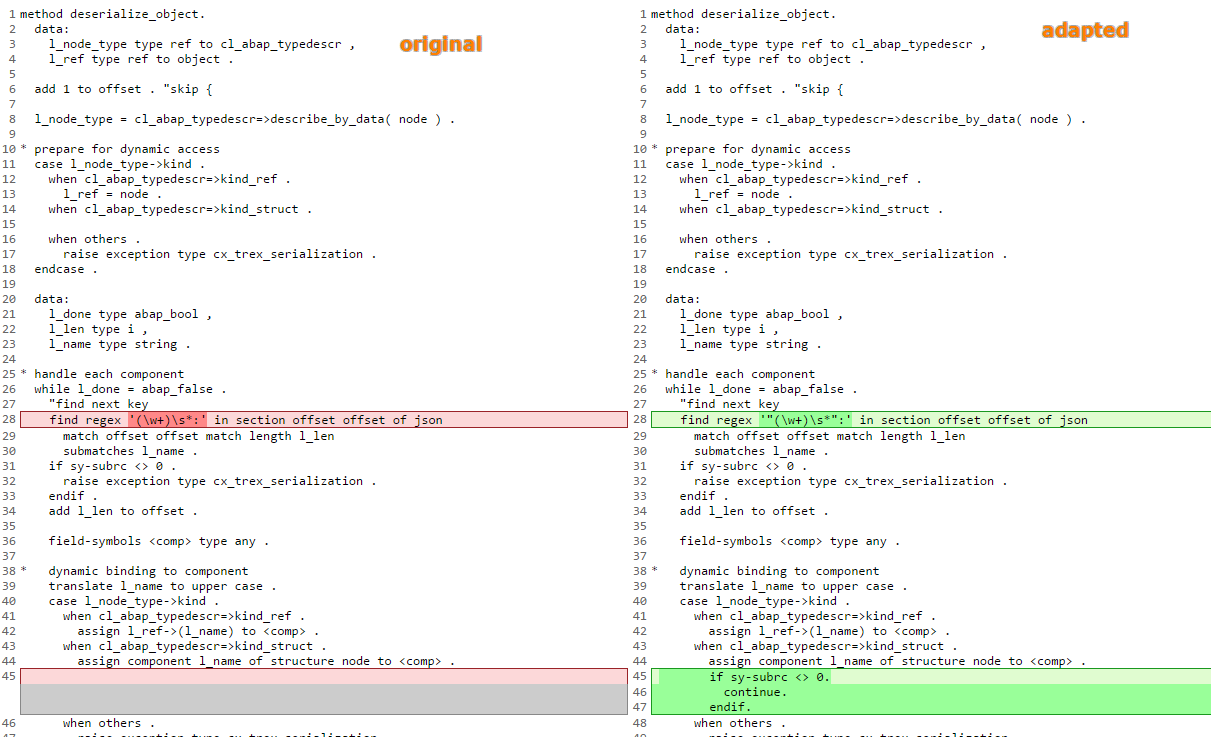 original
1 method deserialize_object.
2 data:
3 l_node_type type ref to cl_abap_typedescr ,
4 l_ref type ref to object .
5
6 add 1 to offset . "skip {
7
8 l_node_type = cl_abap_typedescr=>describe_by_data( node ) .
9
10 * prepare for dynamic access
11 case l_node_type->kind .
12 when cl_abap_typedescr=>kind_ref .
13 l_ref = node .
14 when cl_abap_typedescr=>kind_struct .
15
16 when others .
17 raise exception type cx_trex_serialization .
18 endcase .
19
20 data:
21 l_done type abap_bool ,
22 l_len type i ,
23 l_name type string .
24
25 * handle each component
26 while l_done = abap_false .
27 "find next key
28 find regex '(\w+)\s*:' in section offset offset of json
29 match offset offset match length l_len
30 submatches l_name .
31 if sy-subrc <> 0 .
32 raise exception type cx_trex_serialization .
33 endif .
34 add l_len to offset .
35
36 field-symbols <comp> type any .
37
38 * dynamic binding to component
39 translate l_name to upper case .
40 case l_node_type->kind .
41 when cl_abap_typedescr=>kind_ref .
42 assign l_ref->(l_name) to <comp> .
43 when cl_abap_typedescr=>kind_struct .
44 assign component l_name of structure node to <comp> .
45
46 when others .
47 raise exception type cx_trex_serialization
adapted
1 method deserialize_object.
2 data:
3 l_node_type type ref to cl_abap_typedescr ,
4 l_ref type ref to object .
5
6 add 1 to offset . "skip {
7
8 l_node_type = cl_abap_typedescr=>describe_by_data( node ) .
9
10 * prepare for dynamic access
11 case l_node_type->kind .
12 when cl_abap_typedescr=>kind_ref .
13 l_ref = node .
14 when cl_abap_typedescr=>kind_struct .
15
16 when others .
17 raise exception type cx_trex_serialization .
18 endcase .
19
20 data:
21 l_done type abap_bool ,
22 l_len type i ,
23 l_name type string .
24
25 * handle each component
26 while l_done = abap_false .
27 "find next key
28 find regex '"(\w+)\s*":' in section offset offset of json
29 match offset offset match length l_len
30 submatches l_name .
31 if sy-subrc <> 0 .
32 raise exception type cx_trex_serialization .
33 endif .
34 add l_len to offset .
35
36 field-symbols <comp> type any .
37
38 * dynamic binding to component
39 translate l_name to upper case .
40 case l_node_type->kind .
41 when cl_abap_typedescr=>kind_ref .
42 assign l_ref->(l_name) to <comp> .
43 when cl_abap_typedescr=>kind_struct .
44 assign component l_name of structure node to <comp> .
45 if sy-subrc <> 0.
46 continue.
47 endif.
48 when others .
49 raise exception type cx_trex_serialization